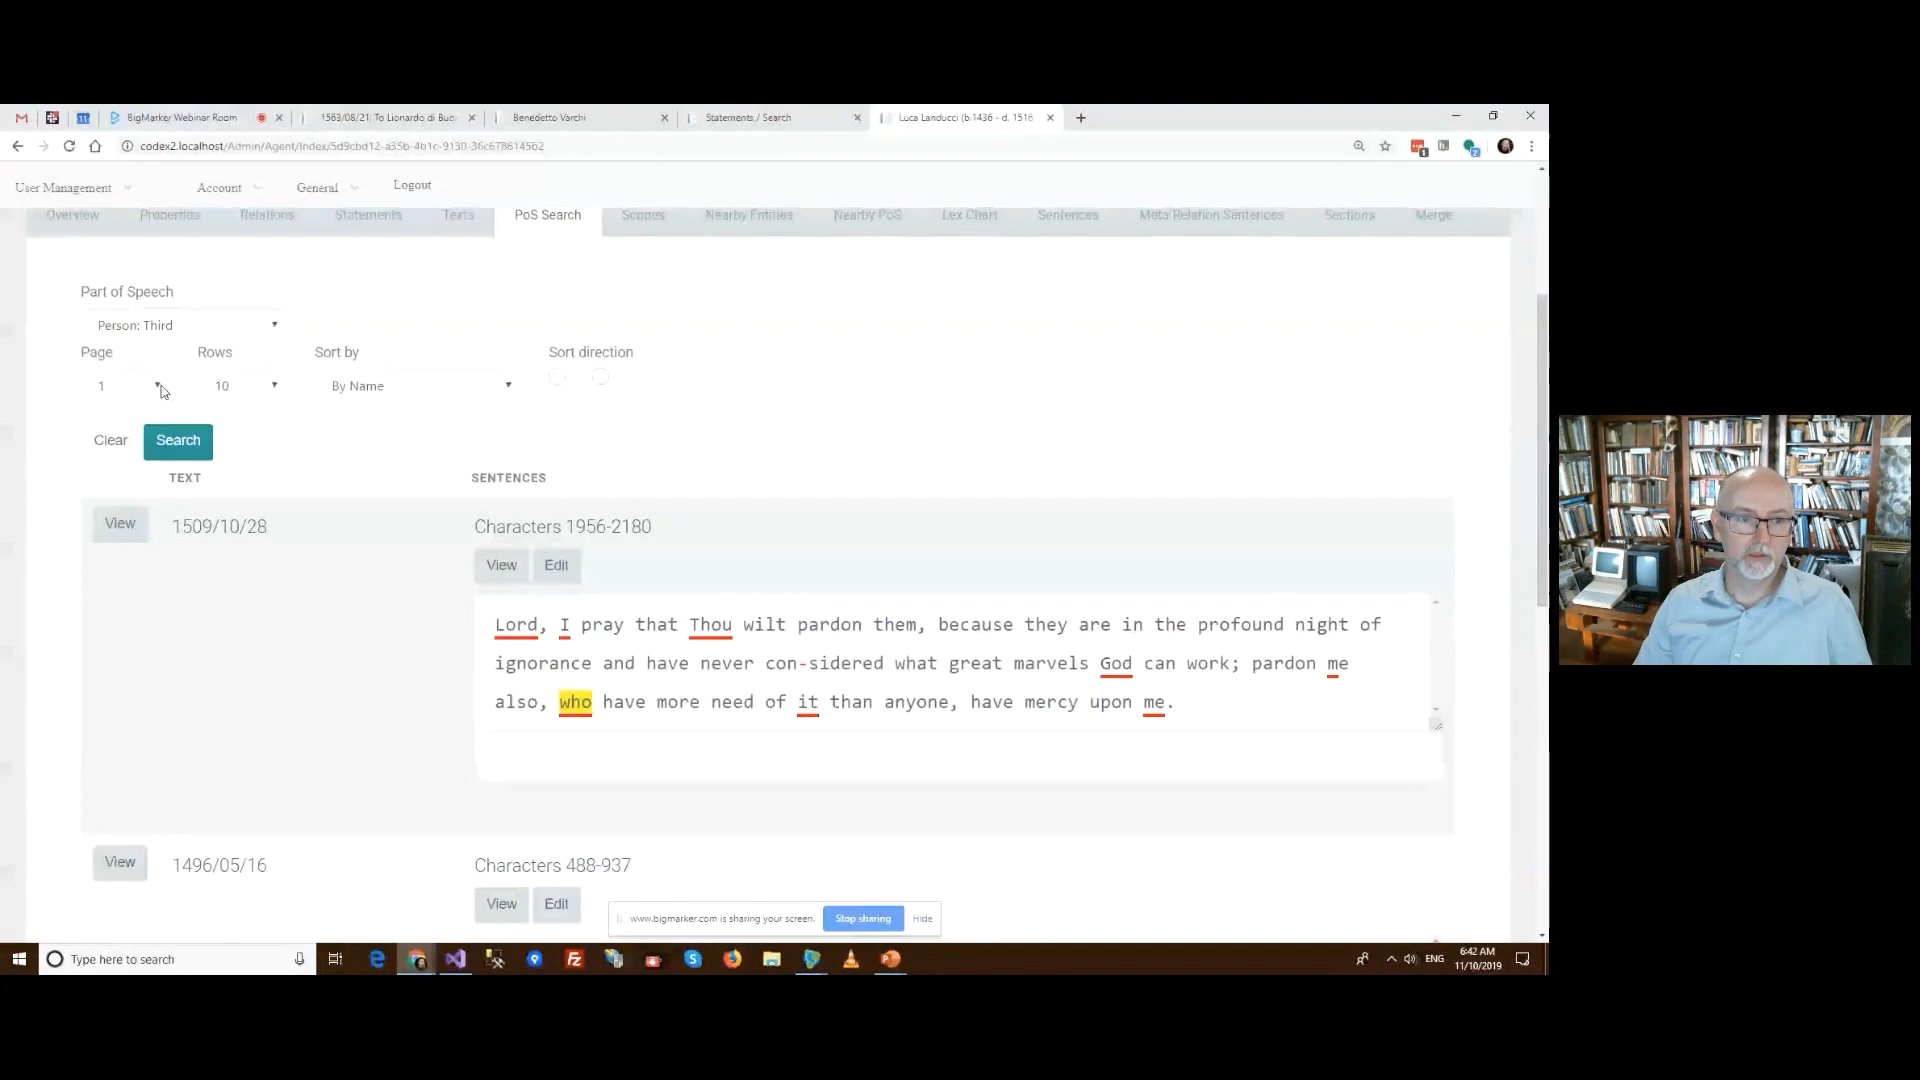 BigMarker Webinar Room
1563/08/21: To Lionardo di Buo
Benedetto Varchi
Statements / Search
Luca Landucci (b.1436 - d. 1516
codex2.localhost/Admin/Agent/Index/5d9cbd12-a35b-4b1c-9130-36c6786145b2
User Management
Account
General
Logout
Overview
Properties
Relations
Statements
Texts
PoS Search
Scopes
Nearby Entities
Nearby PoS
Lex Chart
Sentences
Meta Relation Sentences
Sections
Merge
Part of Speech
Person: Third
Page
Rows
Sort by
Sort direction
1
10
By Name
Clear
Search
TEXT
SENTENCES
View
1509/10/28
Characters 1956-2180
View
Edit
Lord, I pray that Thou wilt pardon them, because they are in the profound night of
ignorance and have never con-sidered what great marvels God can work; pardon me
also, who have more need of it than anyone, have mercy upon me.
View
1496/05/16
Characters 488-937
View
Edit
www.bigmarker.com is sharing your screen.
Stop sharing
Hide
Type here to search
ENG
6:42 AM
11/10/2019